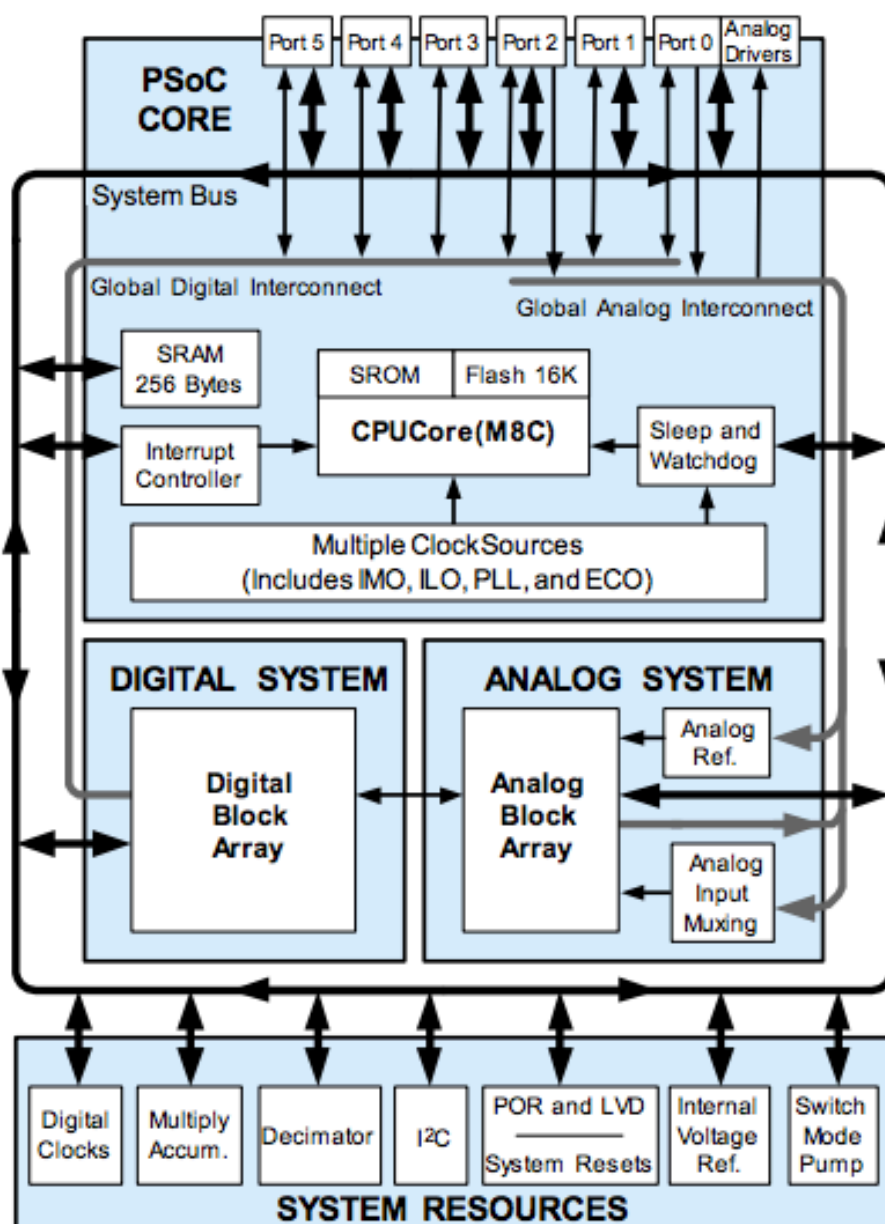 Port 5
Port 4
Port 3
Port 2
Port 1
Port 0
Analog
Drivers
PSoC
CORE
System Bus
Global Digital Interconnect
Global Analog Interconnect
SRAM
256 Bytes
SROM
Flash 16K
CPUCore(M8C)
Interrupt
Controller
Sleep and
Watchdog
Multiple ClockSources
(Includes IMO, ILO, PLL, and ECO)
DIGITAL SYSTEM
ANALOG SYSTEM
Digital
Block
Array
Analog
Block
Array
Analog
Ref.
Analog
Input
Muxing
Digital
Clocks
Multiply
Accum.
Decimator
I²C
POR and LVD
System Resets
Internal
Voltage
Ref.
Switch
Mode
Pump
SYSTEM RESOURCES